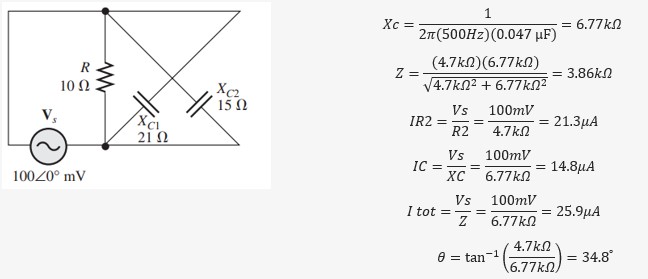 R
10 Ω
X_C2
15 Ω
V_s
X_C1
21 Ω
100∠0° mV
Xc = 1 / 2π(500Hz)(0.047 μF) = 6.77kΩ
Z = (4.7kΩ)(6.77kΩ) / √4.7kΩ² + 6.77kΩ² = 3.86kΩ
IR2 = Vs / R2 = 100mV / 4.7kΩ = 21.3μA
IC = Vs / XC = 100mV / 6.77kΩ = 14.8μA
I tot = Vs / Z = 100mV / 6.77kΩ = 25.9μA
θ = tan⁻¹ (4.7kΩ / 6.77kΩ) = 34.8°